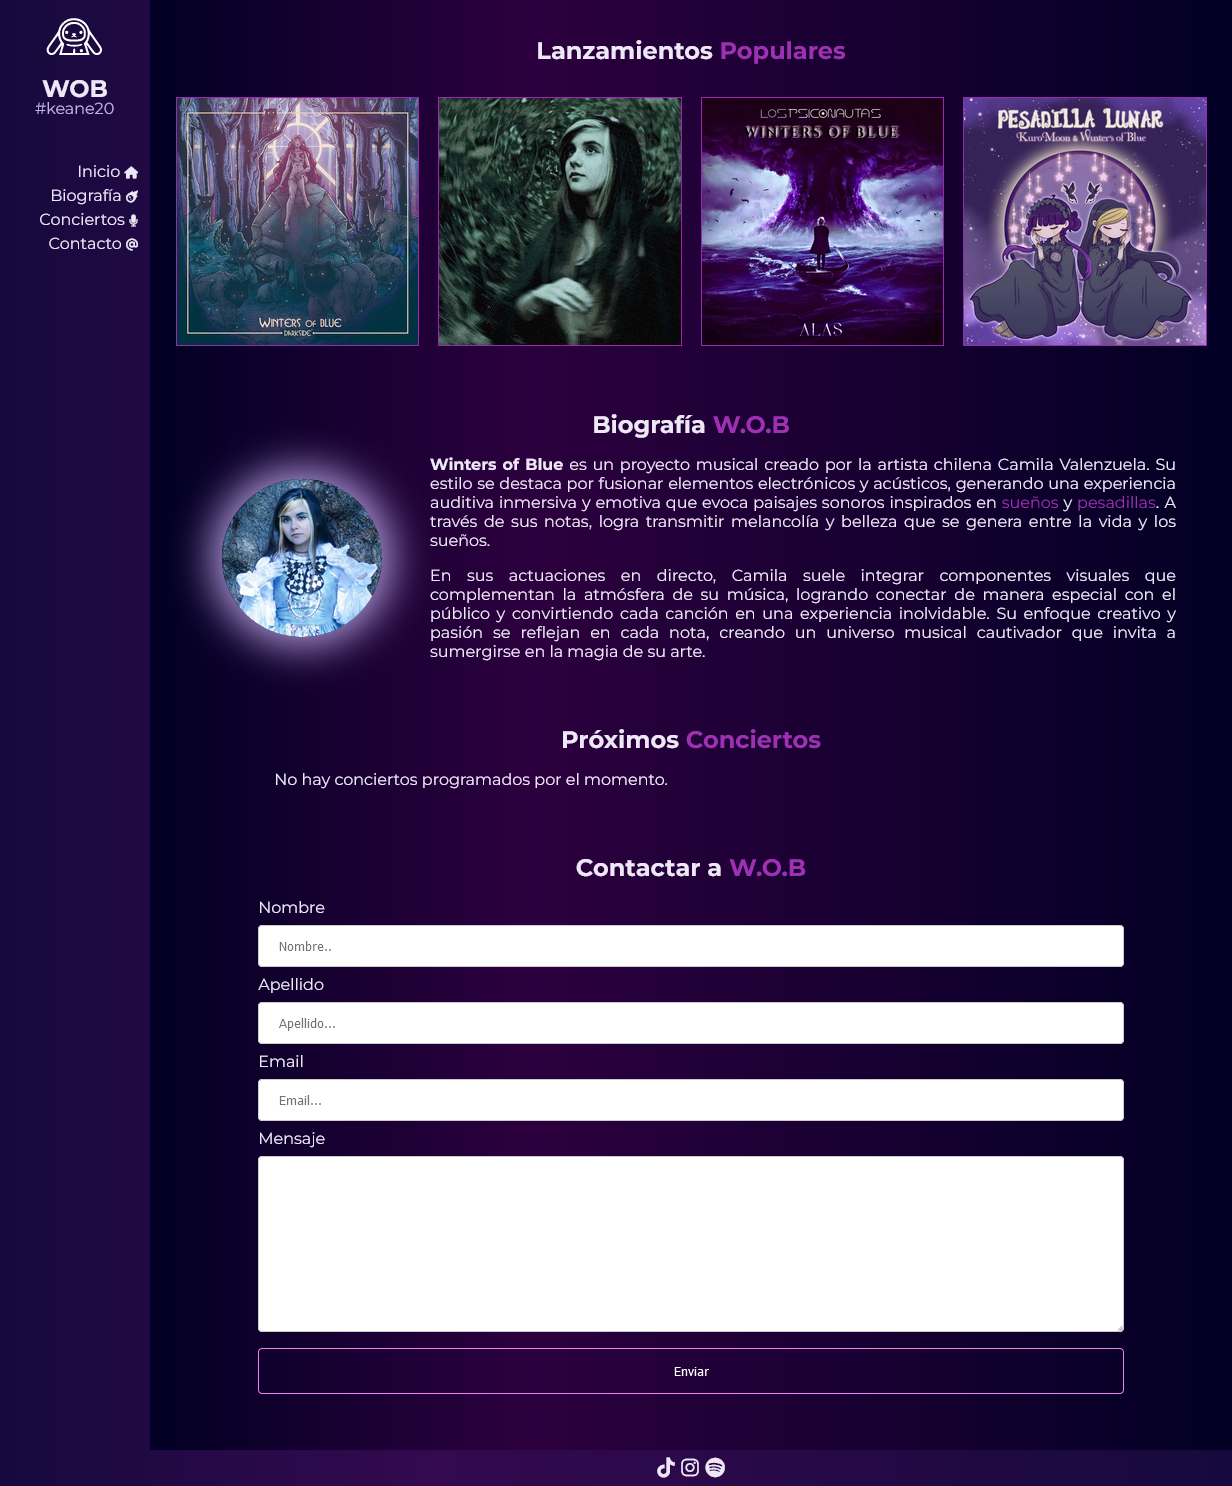 WOB
#keane20
Inicio
Biografía
Conciertos
Contacto
Lanzamientos Populares
WINTERS OF BLUE
DARKSIDE
LOS PSICONAUTAS
WINTERS OF BLUE
ALAS
PESADILLA LUNAR
KuroMoon & Winters of Blue
Biografía W.O.B
Winters of Blue es un proyecto musical creado por la artista chilena Camila Valenzuela. Su
estilo se destaca por fusionar elementos electrónicos y acústicos, generando una experiencia
auditiva inmersiva y emotiva que evoca paisajes sonoros inspirados en sueños y pesadillas. A
través de sus notas, logra transmitir melancolía y belleza que se genera entre la vida y los
sueños.
En sus actuaciones en directo, Camila suele integrar componentes visuales que
complementan la atmósfera de su música, logrando conectar de manera especial con el
público y convirtiendo cada canción en una experiencia inolvidable. Su enfoque creativo y
pasión se reflejan en cada nota, creando un universo musical cautivador que invita a
sumergirse en la magia de su arte.
Próximos Conciertos
No hay conciertos programados por el momento.
Contactar a W.O.B
Nombre
Nombre..
Apellido
Apellido...
Email
Email...
Mensaje
Enviar